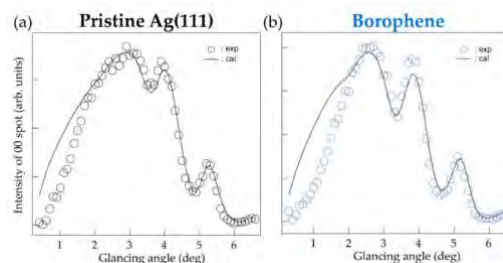 (a) Pristine Ag(111)
○ : exp
— : cal
Intensity of 00 spot (arb. units)
1 2 3 4 5 6
Glancing angle (deg)
(b) Borophene
○ : exp
— : cal
1 2 3 4 5 6
Glancing angle (deg)